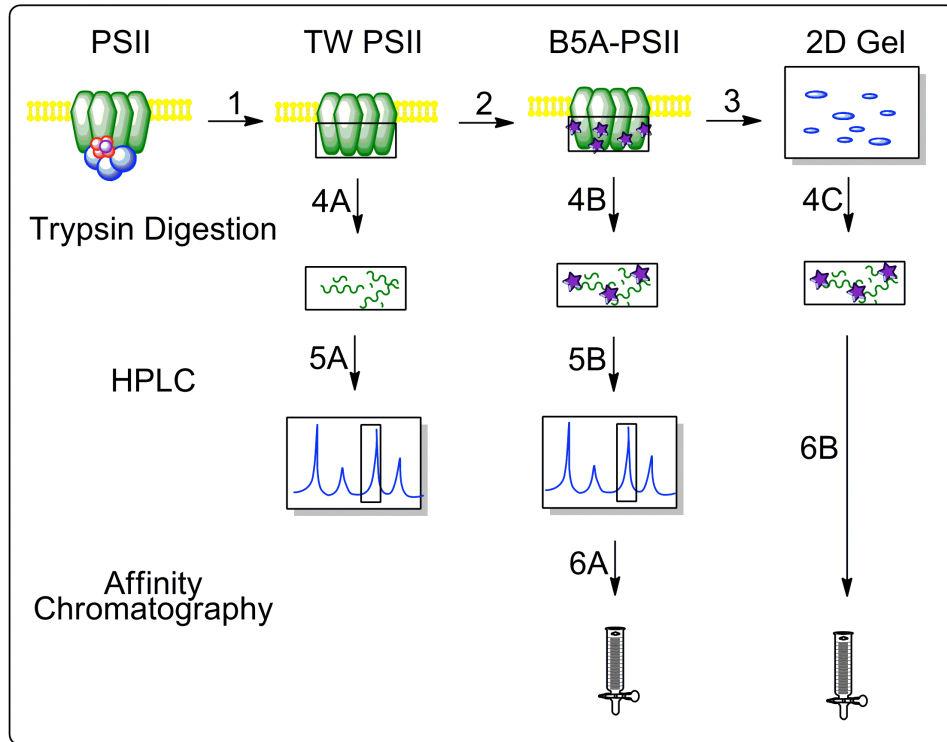 PSII TW PSII B5A-PSII 2D Gel
1 2 3
4A 4B 4C
Trypsin Digestion
5A 5B
HPLC
6B
6A
Affinity
Chromatography